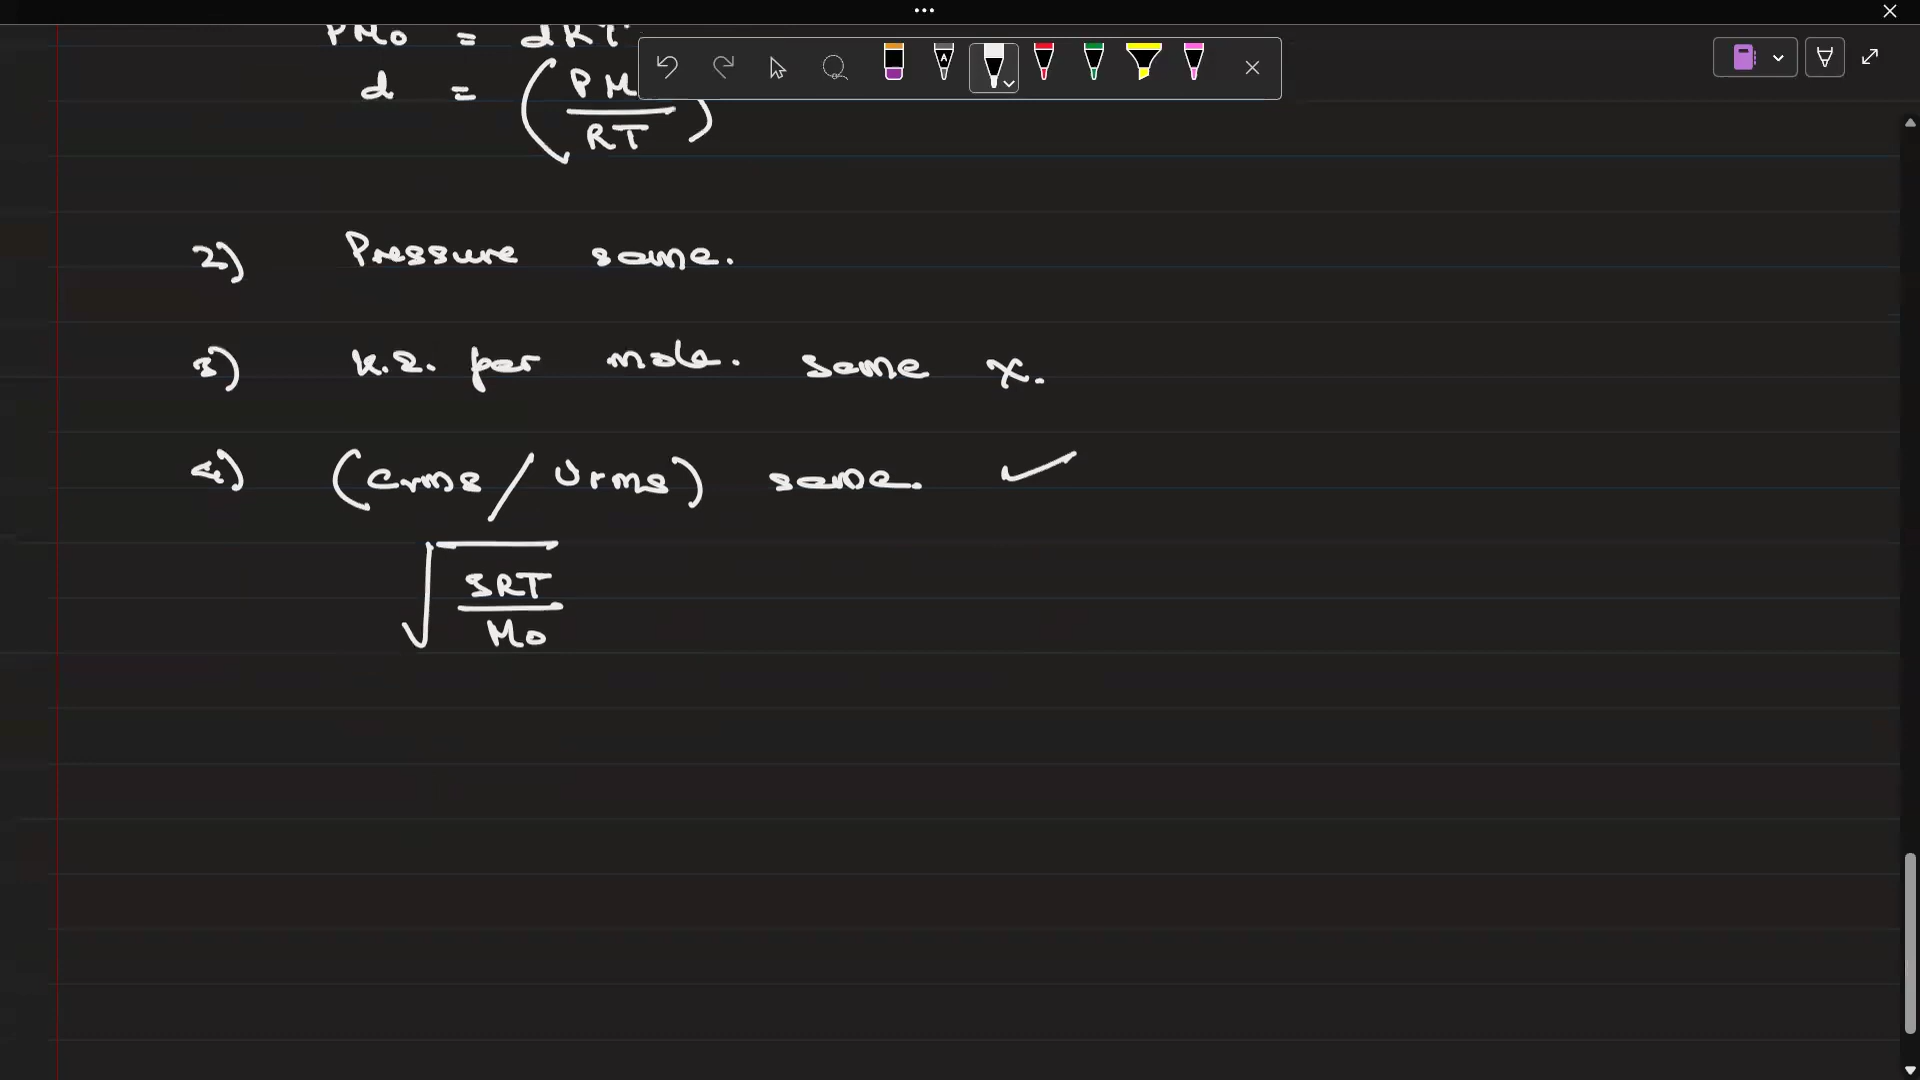 PM₀ = dRT
d = (PM / RT)
2) Pressure same.
3) K.E. per mole. same x.
4) (Crms / Urms) same. ✓
√(3RT / M₀)